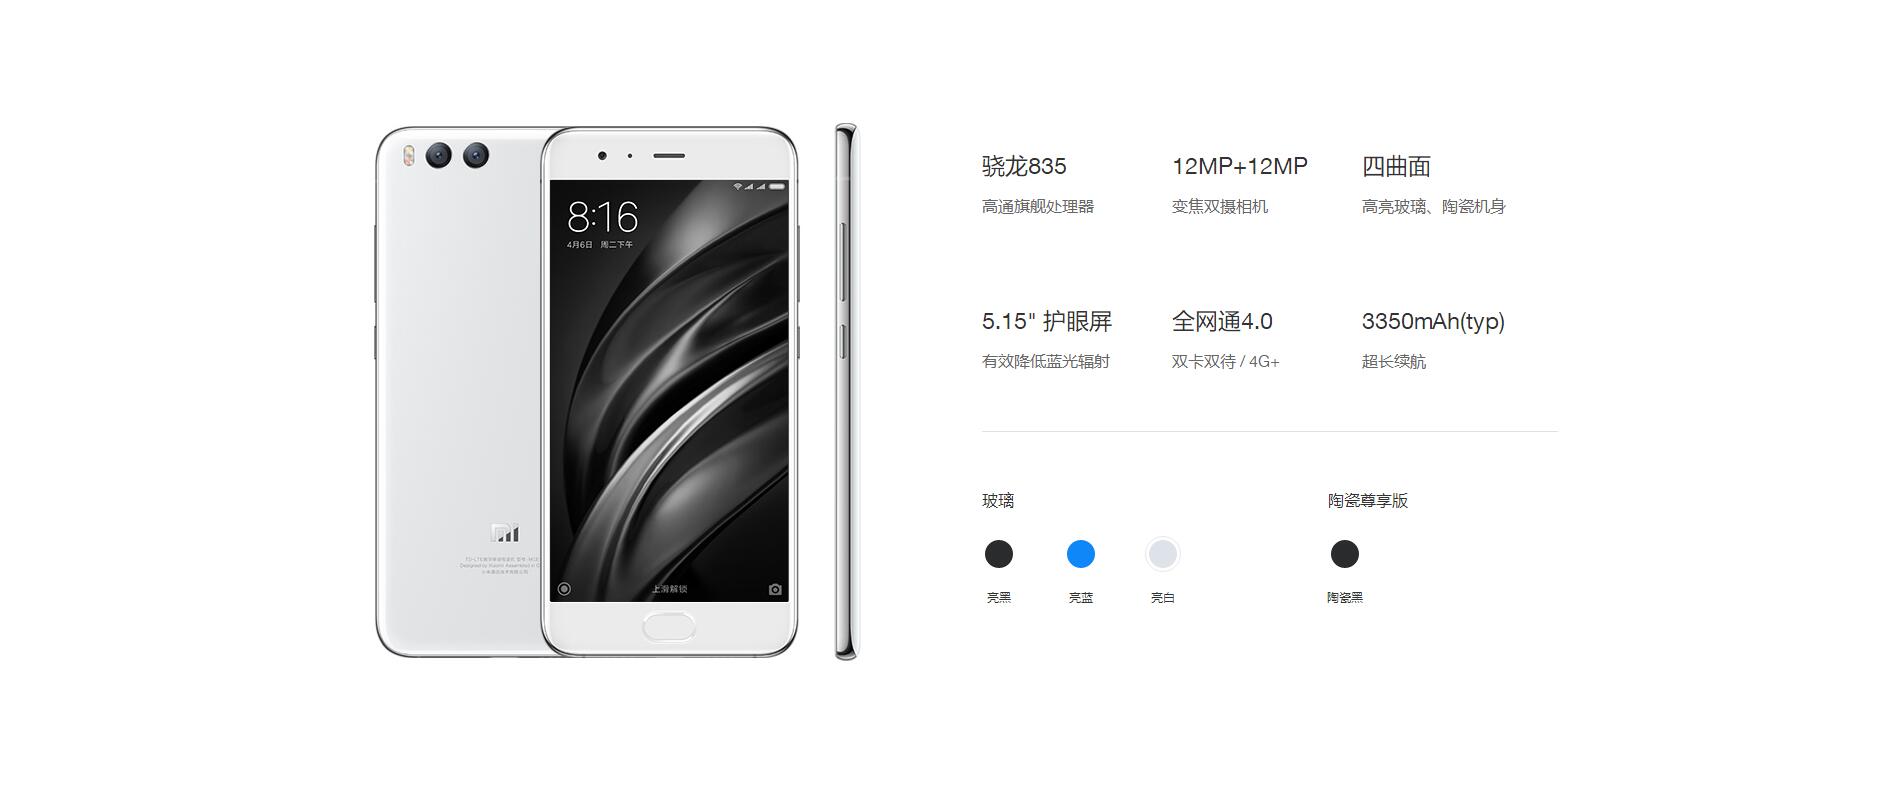 8:16
4月6日 周二下午
上滑解锁
骁龙835
高通旗舰处理器
12MP+12MP
变焦双摄相机
四曲面
高亮玻璃、陶瓷机身
5.15" 护眼屏
有效降低蓝光辐射
全网通4.0
双卡双待 / 4G+
3350mAh(typ)
超长续航
玻璃
亮黑
亮蓝
亮白
陶瓷尊享版
陶瓷黑